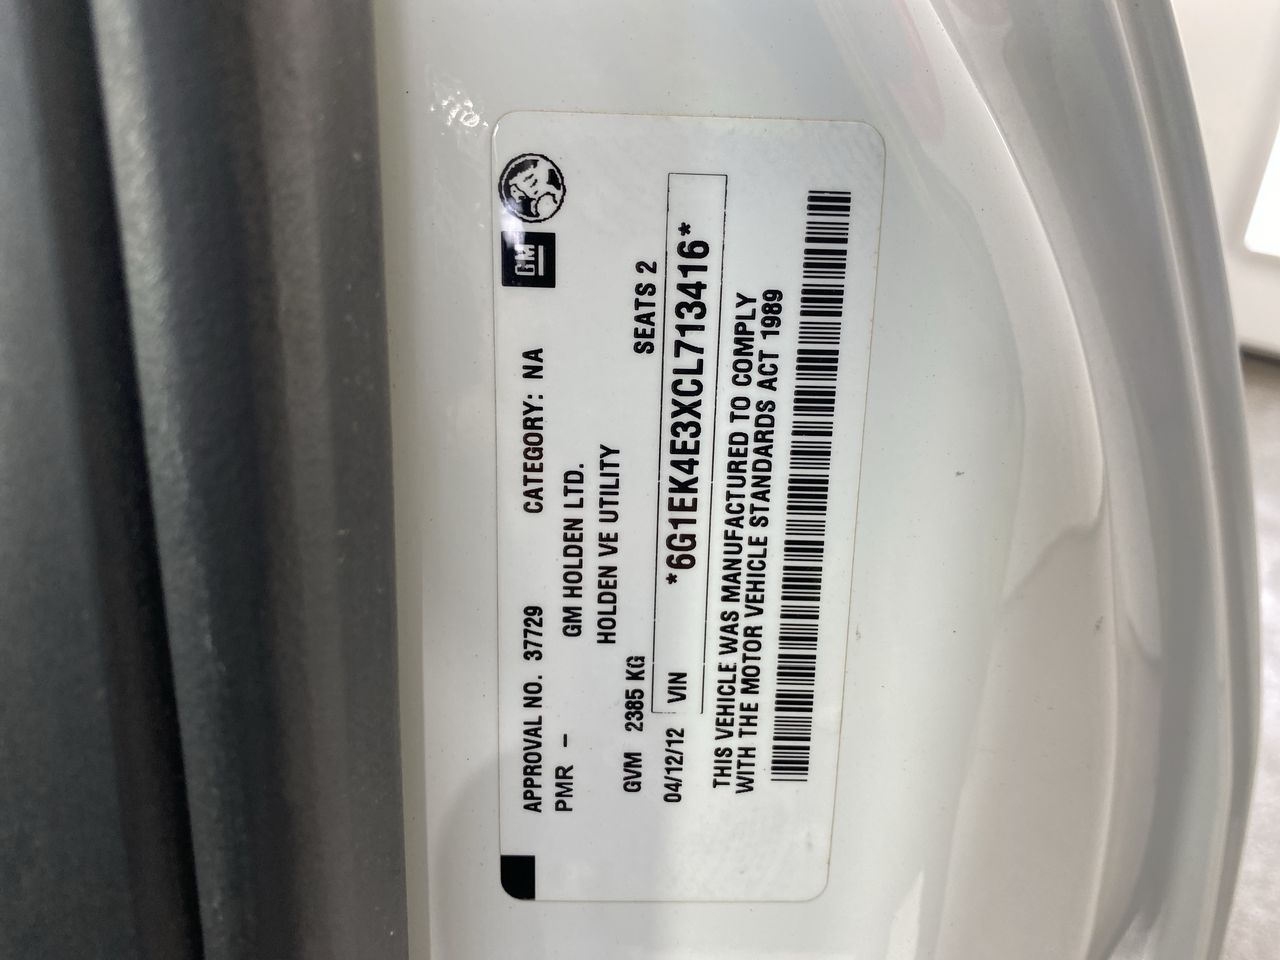 APPROVAL NO. 37729 CATEGORY: NA GM
PMR –
GM HOLDEN LTD.
HOLDEN VE UTILITY
GVM 2385 KG SEATS 2
04/12/12 VIN *6G1EK4E3XCL713416*
THIS VEHICLE WAS MANUFACTURED TO COMPLY
WITH THE MOTOR VEHICLE STANDARDS ACT 1989